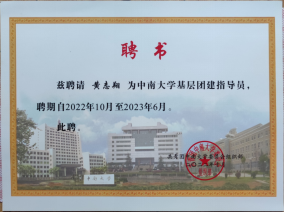 聘书
兹聘请 黄志翔 为中南大学基层团建指导员，
聘期自2022年10月至2023年6月。
此聘。